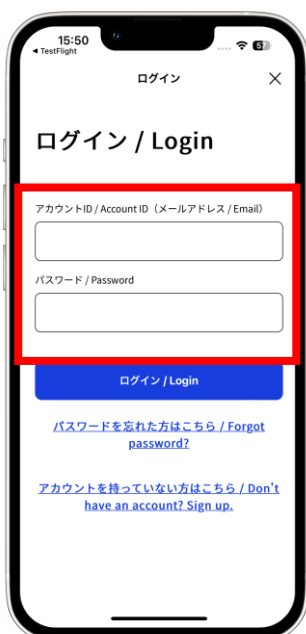 15:50
◀ TestFlight
57
ログイン
ログイン / Login
アカウントID / Account ID（メールアドレス / Email）
パスワード / Password
ログイン / Login
パスワードを忘れた方はこちら / Forgot
password?
アカウントを持っていない方はこちら / Don't
have an account? Sign up.